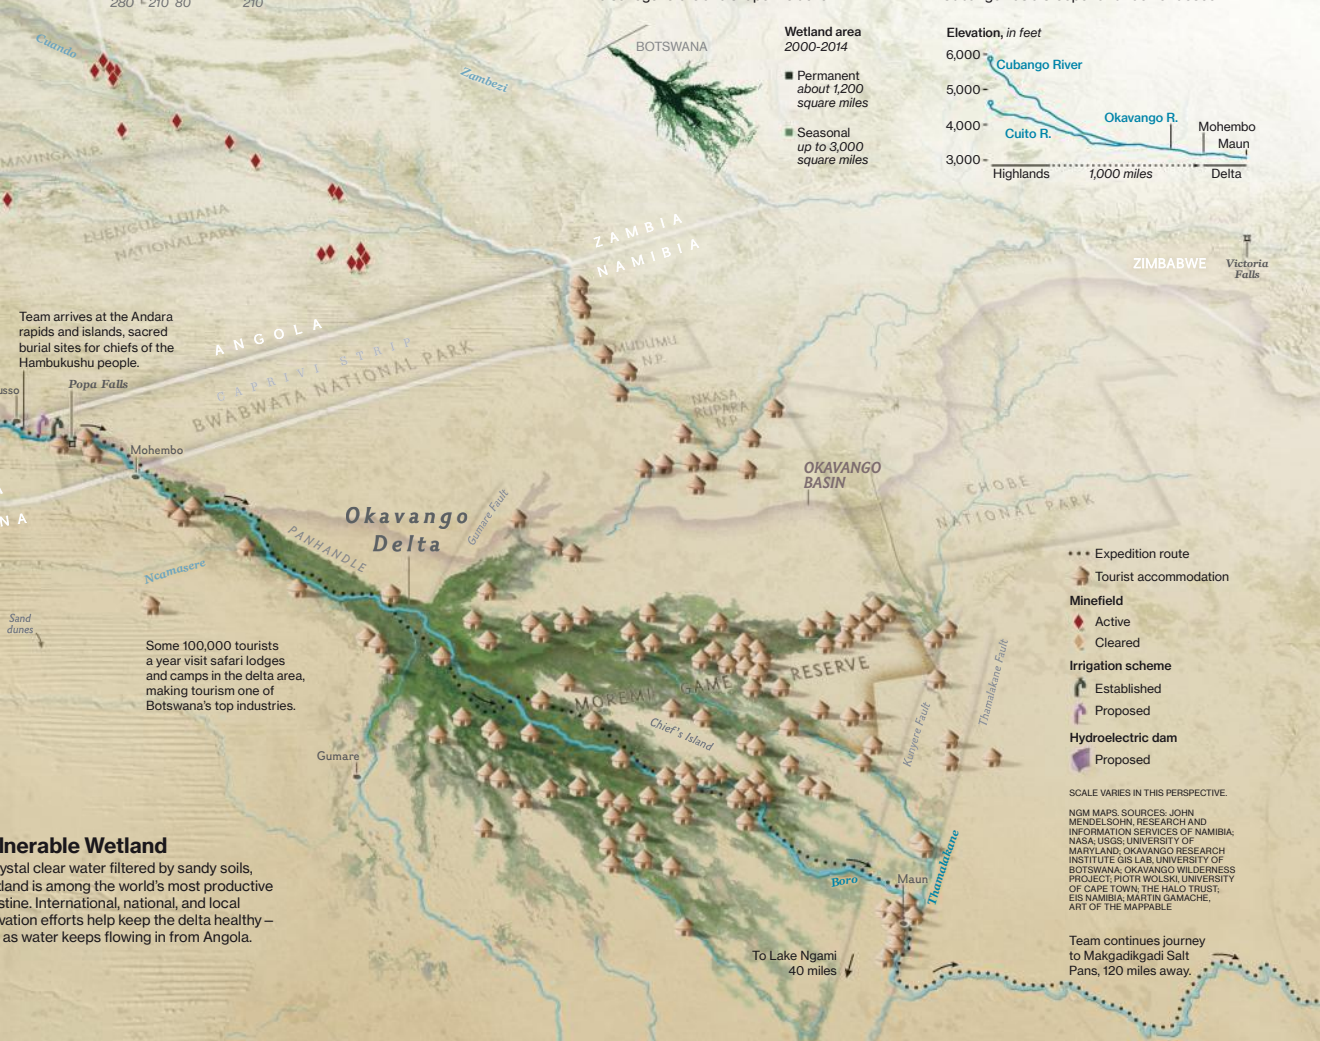 280
210 80
210
Cuando
Zambezi
BOTSWANA
Wetland area
2000-2014
Permanent
about 1,200
square miles
Seasonal
up to 3,000
square miles
Elevation, in feet
6,000
5,000
4,000
3,000
Cubango River
Okavango R.
Cuito R.
Mohembo
Maun
Highlands
1,000 miles
Delta
MAVINGA N.P.
LUENGUE-LUIANA
NATIONAL PARK
ZAMBIA
NAMIBIA
ZIMBABWE
Victoria
Falls
Team arrives at the Andara
rapids and islands, sacred
burial sites for chiefs of the
Hambukushu people.
ANGOLA
CAPRIVI STRIP
BWABWATA NATIONAL PARK
MUDUMU
N.P.
NKASA
RUPARA
N.P.
usso
Popa Falls
Mohembo
OKAVANGO
BASIN
CHOBE
NATIONAL PARK
NA
Okavango
Delta
Gumare Fault
PANHANDLE
Ncamasere
Sand
dunes
Some 100,000 tourists
a year visit safari lodges
and camps in the delta area,
making tourism one of
Botswana's top industries.
MOREMI GAME RESERVE
Chief's Island
Kunyere Fault
Thamalakane Fault
Gumare
Expedition route
Tourist accommodation
Minefield
Active
Cleared
Irrigation scheme
Established
Proposed
Hydroelectric dam
Proposed
SCALE VARIES IN THIS PERSPECTIVE.
NGM MAPS. SOURCES: JOHN
MENDELSOHN, RESEARCH AND
INFORMATION SERVICES OF NAMIBIA;
NASA; USGS; UNIVERSITY OF
MARYLAND; OKAVANGO RESEARCH
INSTITUTE GIS LAB, UNIVERSITY OF
BOTSWANA; OKAVANGO WILDERNESS
PROJECT; PIOTR WOLSKI, UNIVERSITY
OF CAPE TOWN; THE HALO TRUST;
EIS NAMIBIA; MARTIN GAMACHE,
ART OF THE MAPPABLE
lnerable Wetland
ystal clear water filtered by sandy soils,
tland is among the world's most productive
stine. International, national, and local
vation efforts help keep the delta healthy—
as water keeps flowing in from Angola.
Boro
Maun
Thamalakane
To Lake Ngami
40 miles
Team continues journey
to Makgadikgadi Salt
Pans, 120 miles away.